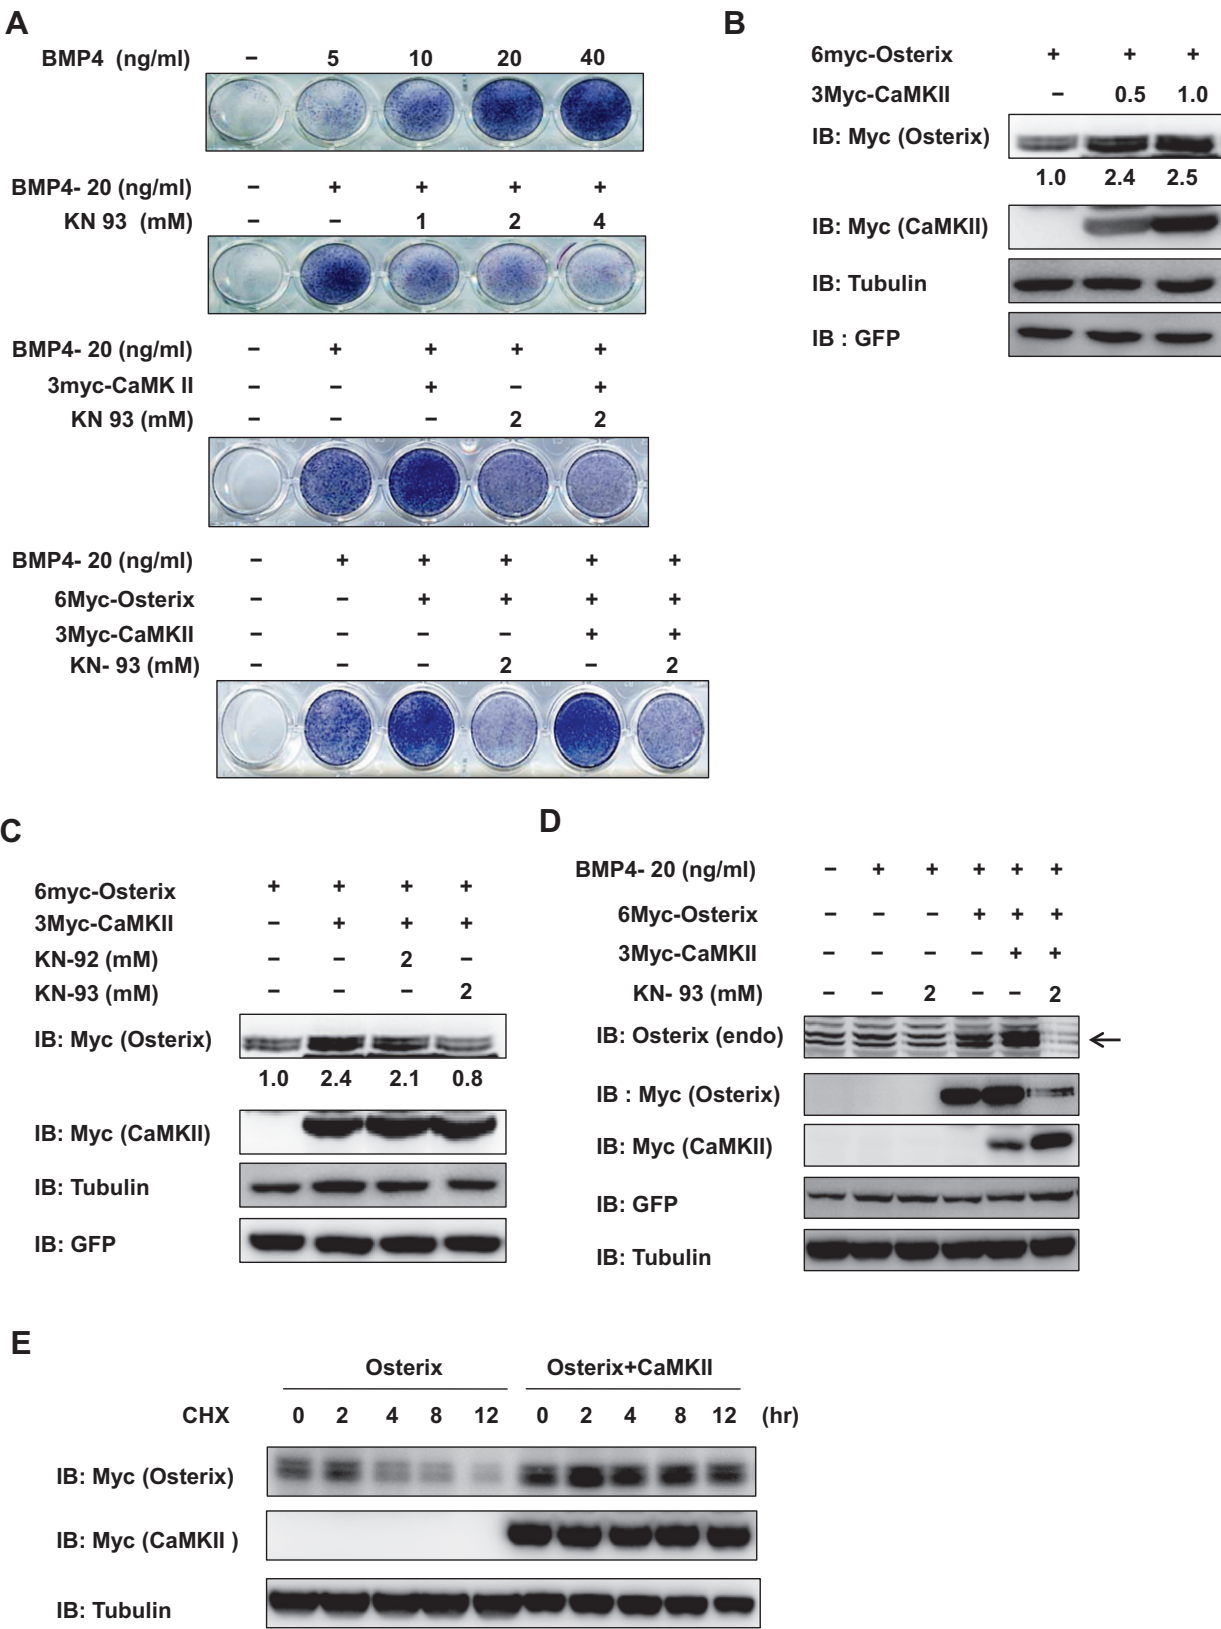 A
BMP4 (ng/ml) – 5 10 20 40
BMP4- 20 (ng/ml) – + + + +
KN 93 (mM) – – 1 2 4
BMP4- 20 (ng/ml) – + + + +
3myc-CaMK II – – + – +
KN 93 (mM) – – – 2 2
BMP4- 20 (ng/ml) – + + + + +
6Myc-Osterix – – + + + +
3Myc-CaMKII – – – – + +
KN- 93 (mM) – – – 2 – 2
B
6myc-Osterix + + +
3Myc-CaMKII – 0.5 1.0
IB: Myc (Osterix)
1.0 2.4 2.5
IB: Myc (CaMKII)
IB: Tubulin
IB : GFP
C
6myc-Osterix + + + +
3Myc-CaMKII – + + +
KN-92 (mM) – – 2 –
KN-93 (mM) – – – 2
IB: Myc (Osterix)
1.0 2.4 2.1 0.8
IB: Myc (CaMKII)
IB: Tubulin
IB: GFP
D
BMP4- 20 (ng/ml) – + + + + +
6Myc-Osterix – – – + + +
3Myc-CaMKII – – – – + +
KN- 93 (mM) – – 2 – – 2
IB: Osterix (endo)
IB : Myc (Osterix)
IB: Myc (CaMKII)
IB: GFP
IB: Tubulin
E
Osterix Osterix+CaMKII
CHX 0 2 4 8 12 0 2 4 8 12 (hr)
IB: Myc (Osterix)
IB: Myc (CaMKII )
IB: Tubulin